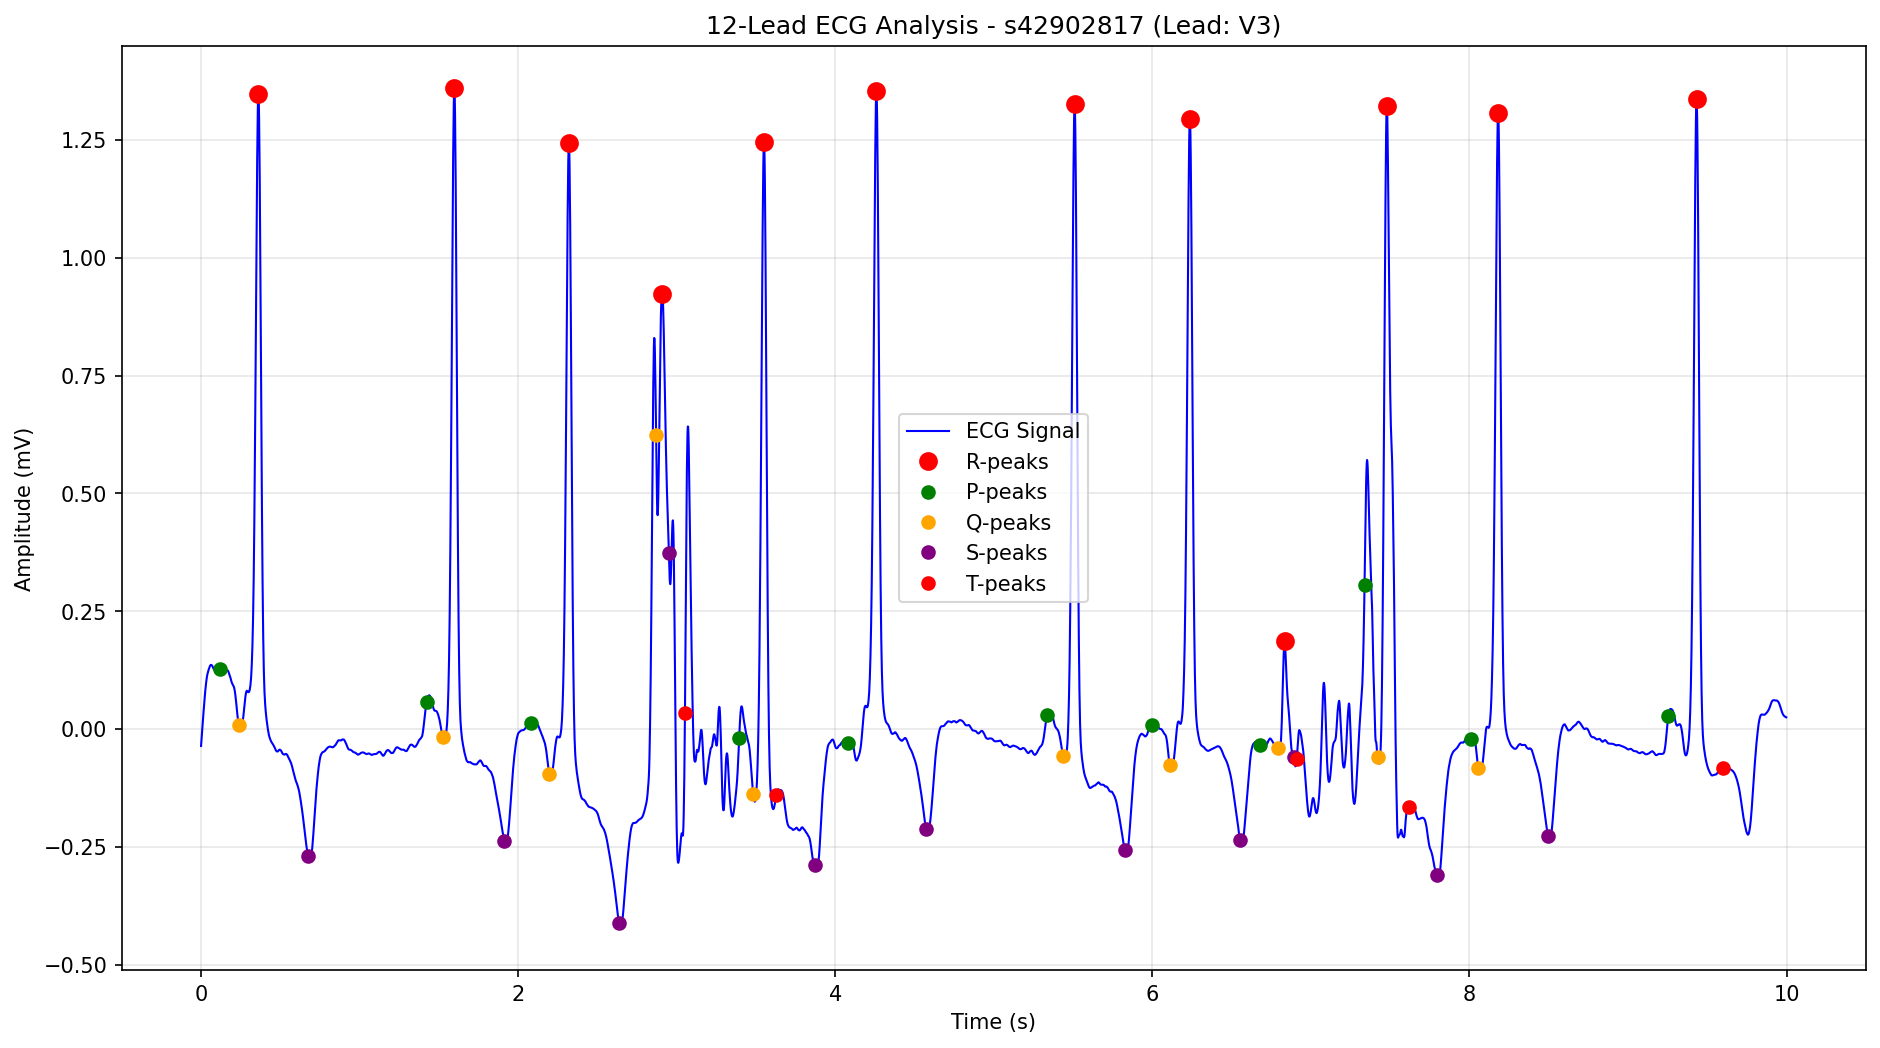 12-Lead ECG Analysis - s42902817 (Lead: V3)
Amplitude (mV)
1.25
1.00
0.75
0.50
0.25
0.00
−0.25
−0.50
ECG Signal
R-peaks
P-peaks
Q-peaks
S-peaks
T-peaks
0 2 4 6 8 10
Time (s)